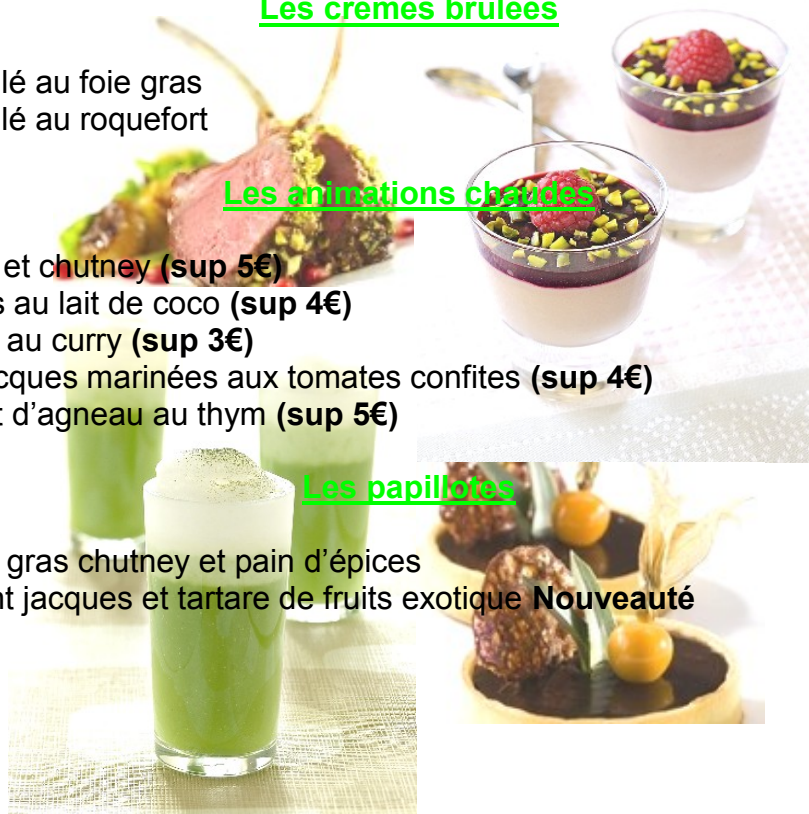 Les crèmes brulées
lé au foie gras
lé au roquefort
Les animations chaudes
et chutney (sup 5€)
s au lait de coco (sup 4€)
au curry (sup 3€)
cques marinées aux tomates confites (sup 4€)
t d’agneau au thym (sup 5€)
Les papillotes
gras chutney et pain d’épices
nt jacques et tartare de fruits exotique Nouveauté